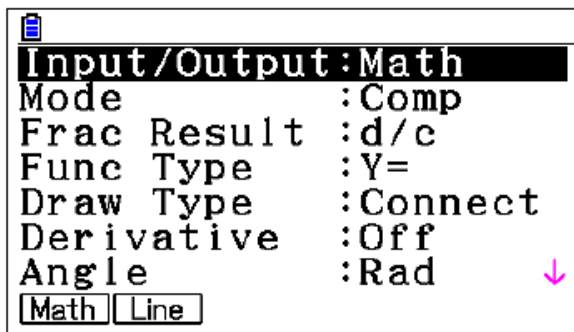 Input/Output:Math
Mode :Comp
Frac Result :d/c
Func Type :Y=
Draw Type :Connect
Derivative :Off
Angle :Rad ↓
Math Line